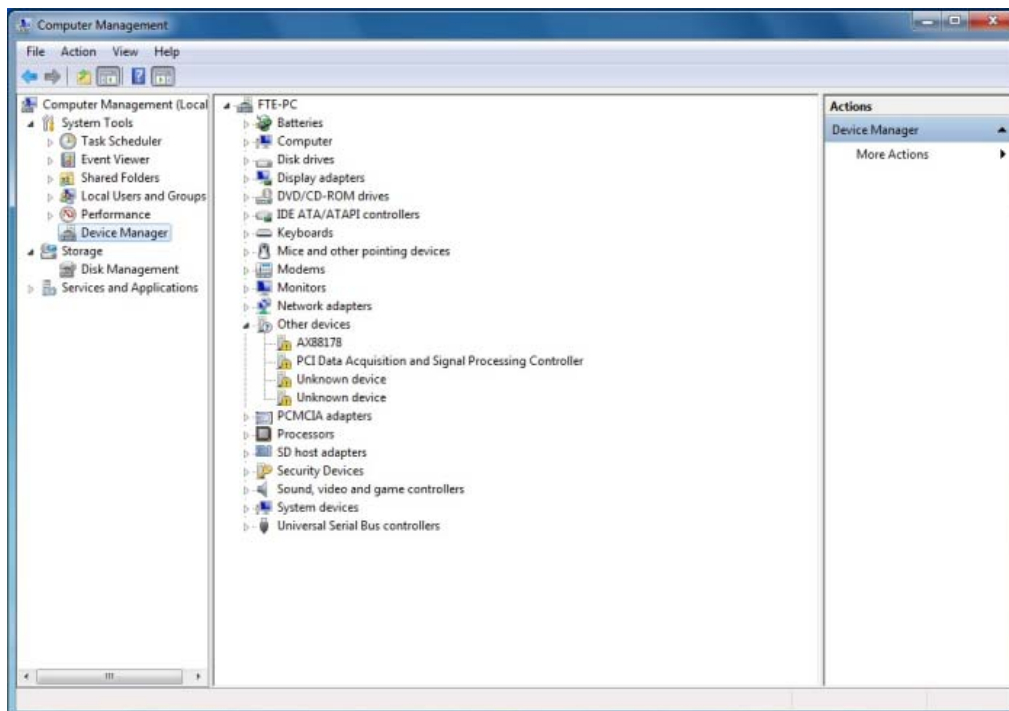 Computer Management
File Action View Help
Computer Management (Local
System Tools
Task Scheduler
Event Viewer
Shared Folders
Local Users and Groups
Performance
Device Manager
Storage
Disk Management
Services and Applications
FTE-PC
Batteries
Computer
Disk drives
Display adapters
DVD/CD-ROM drives
IDE ATA/ATAPI controllers
Keyboards
Mice and other pointing devices
Modems
Monitors
Network adapters
Other devices
AX88178
PCI Data Acquisition and Signal Processing Controller
Unknown device
Unknown device
PCMCIA adapters
Processors
SD host adapters
Security Devices
Sound, video and game controllers
System devices
Universal Serial Bus controllers
Actions
Device Manager
More Actions